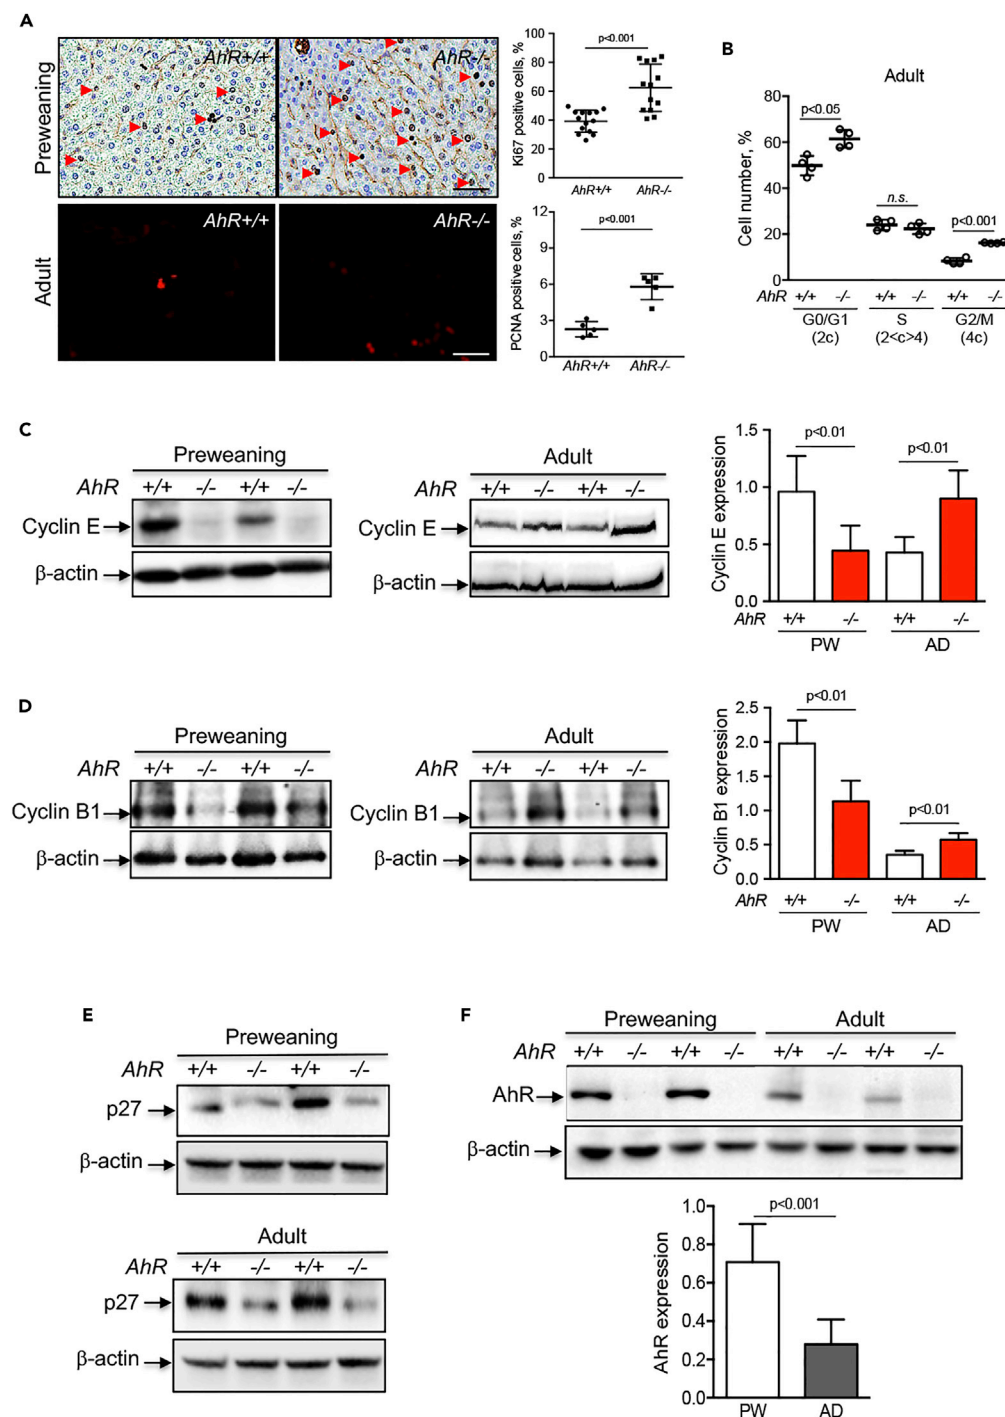 A
AhR+/+
AhR-/-
Preweaning
Ki67 positive cells, %
100
80
60
40
20
0
p<0.001
AhR+/+ AhR-/-
AhR+/+
AhR-/-
Adult
PCNA positive cells, %
12
9
6
3
0
p<0.001
AhR+/+ AhR-/-
B
Adult
Cell number, %
80
60
40
20
0
p<0.05
n.s.
p<0.001
AhR +/+ -/- +/+ -/- +/+ -/-
G0/G1 S G2/M
(2c) (2<c>4) (4c)
C
Preweaning
AhR +/+ -/- +/+ -/-
Cyclin E
β-actin
Adult
AhR +/+ -/- +/+ -/-
Cyclin E
β-actin
Cyclin E expression
1.5
1.0
0.5
0.0
p<0.01
p<0.01
AhR +/+ -/- +/+ -/-
PW AD
D
Preweaning
AhR +/+ -/- +/+ -/-
Cyclin B1
β-actin
Adult
AhR +/+ -/- +/+ -/-
Cyclin B1
β-actin
Cyclin B1 expression
2.5
2.0
1.5
1.0
0.5
0.0
p<0.01
p<0.01
AhR +/+ -/- +/+ -/-
PW AD
E
Preweaning
AhR +/+ -/- +/+ -/-
p27
β-actin
Adult
AhR +/+ -/- +/+ -/-
p27
β-actin
F
Preweaning Adult
AhR +/+ -/- +/+ -/- +/+ -/- +/+ -/-
AhR
β-actin
AhR expression
1.0
0.8
0.6
0.4
0.2
0.0
p<0.001
PW AD